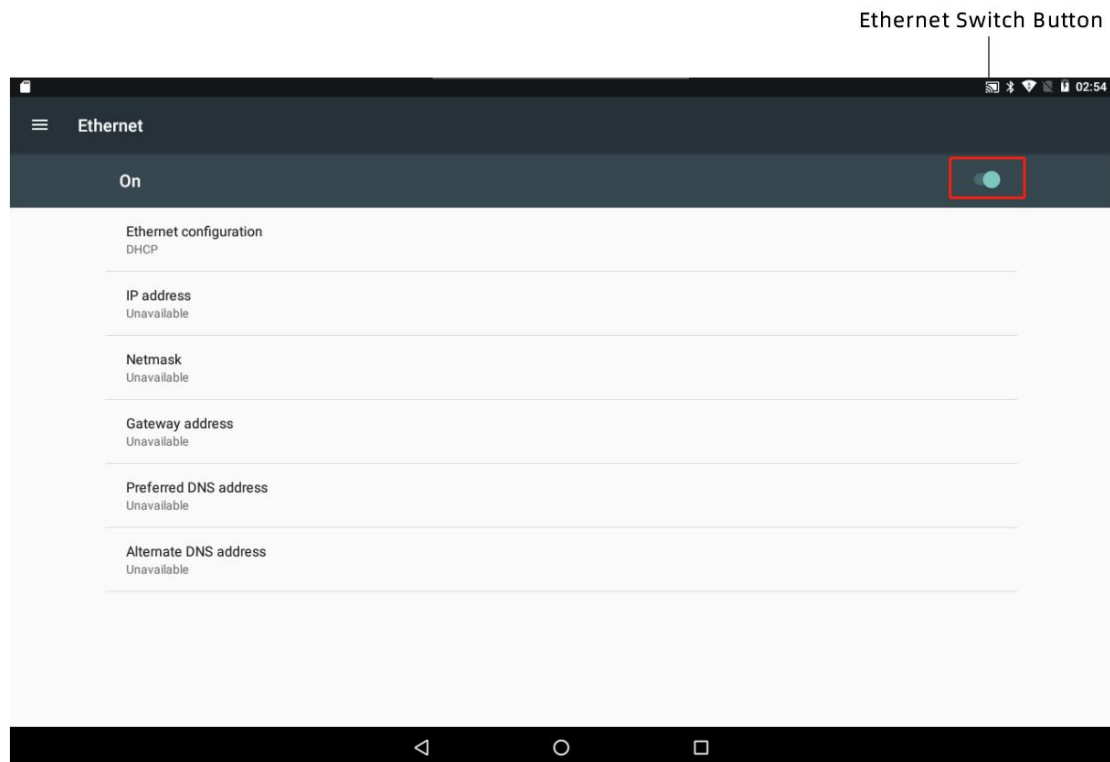 Ethernet Switch Button
02:54
Ethernet
On
Ethernet configuration
DHCP
IP address
Unavailable
Netmask
Unavailable
Gateway address
Unavailable
Preferred DNS address
Unavailable
Alternate DNS address
Unavailable